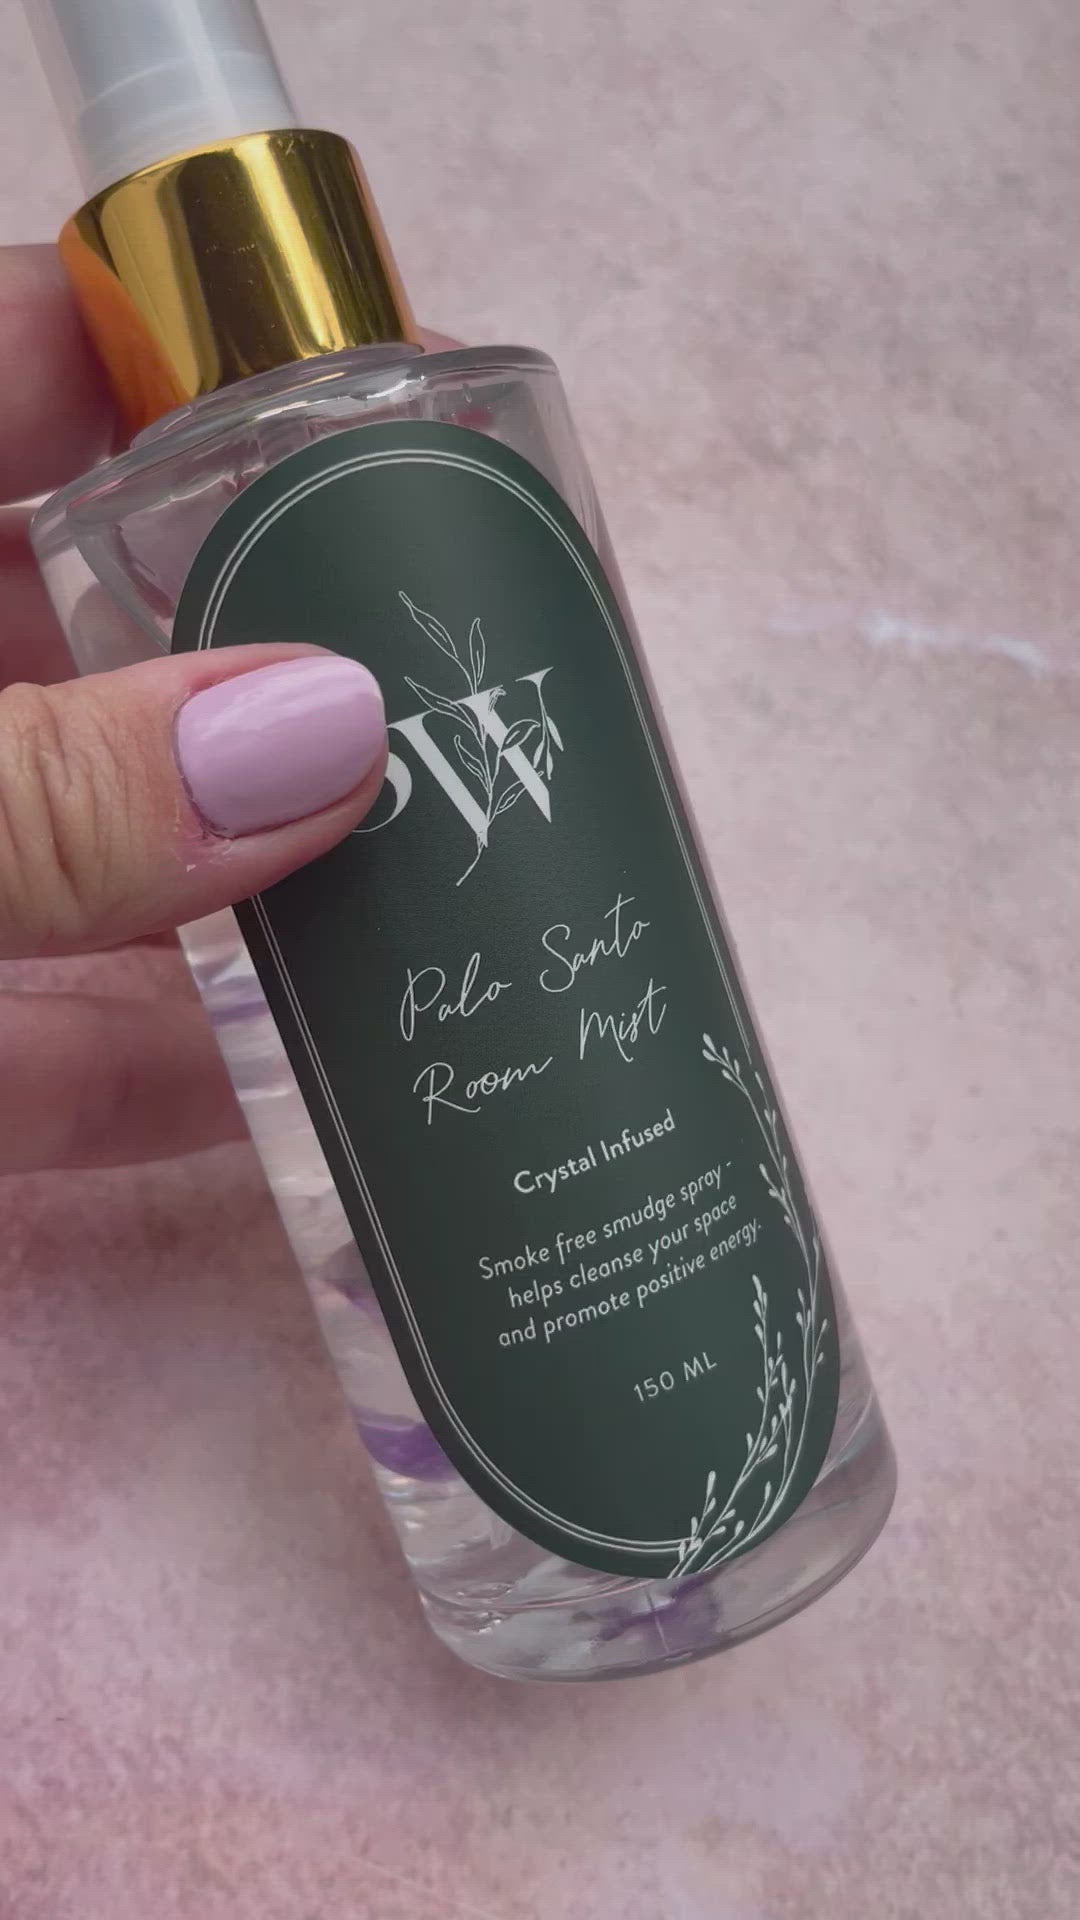 W
Palo Santo
Room Mist
Crystal Infused
Smoke free smudge spray -
helps cleanse your space
and promote positive energy.
150 ML